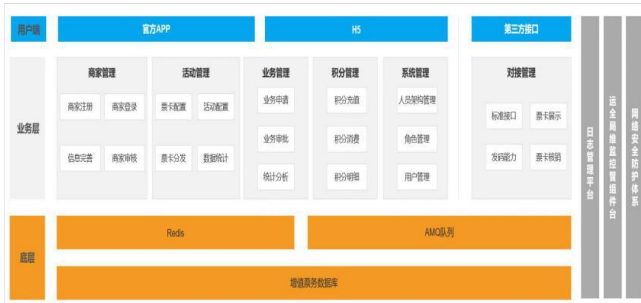 用户端
官方APP
H5
第三方接口
业务层
商家管理
商家注册
商家登录
信息完善
商家审核
活动管理
票卡配置
活动配置
票卡分发
数据统计
业务管理
业务申请
业务审批
统计分析
积分管理
积分充值
积分消费
积分明细
系统管理
人员架构管理
角色管理
用户管理
对接管理
标准接口
票卡展示
发码能力
票卡核销
底层
Redis
AMQ队列
增值服务数据库
日志管理平台
运全局维监控管组件台
网络安全防护体系